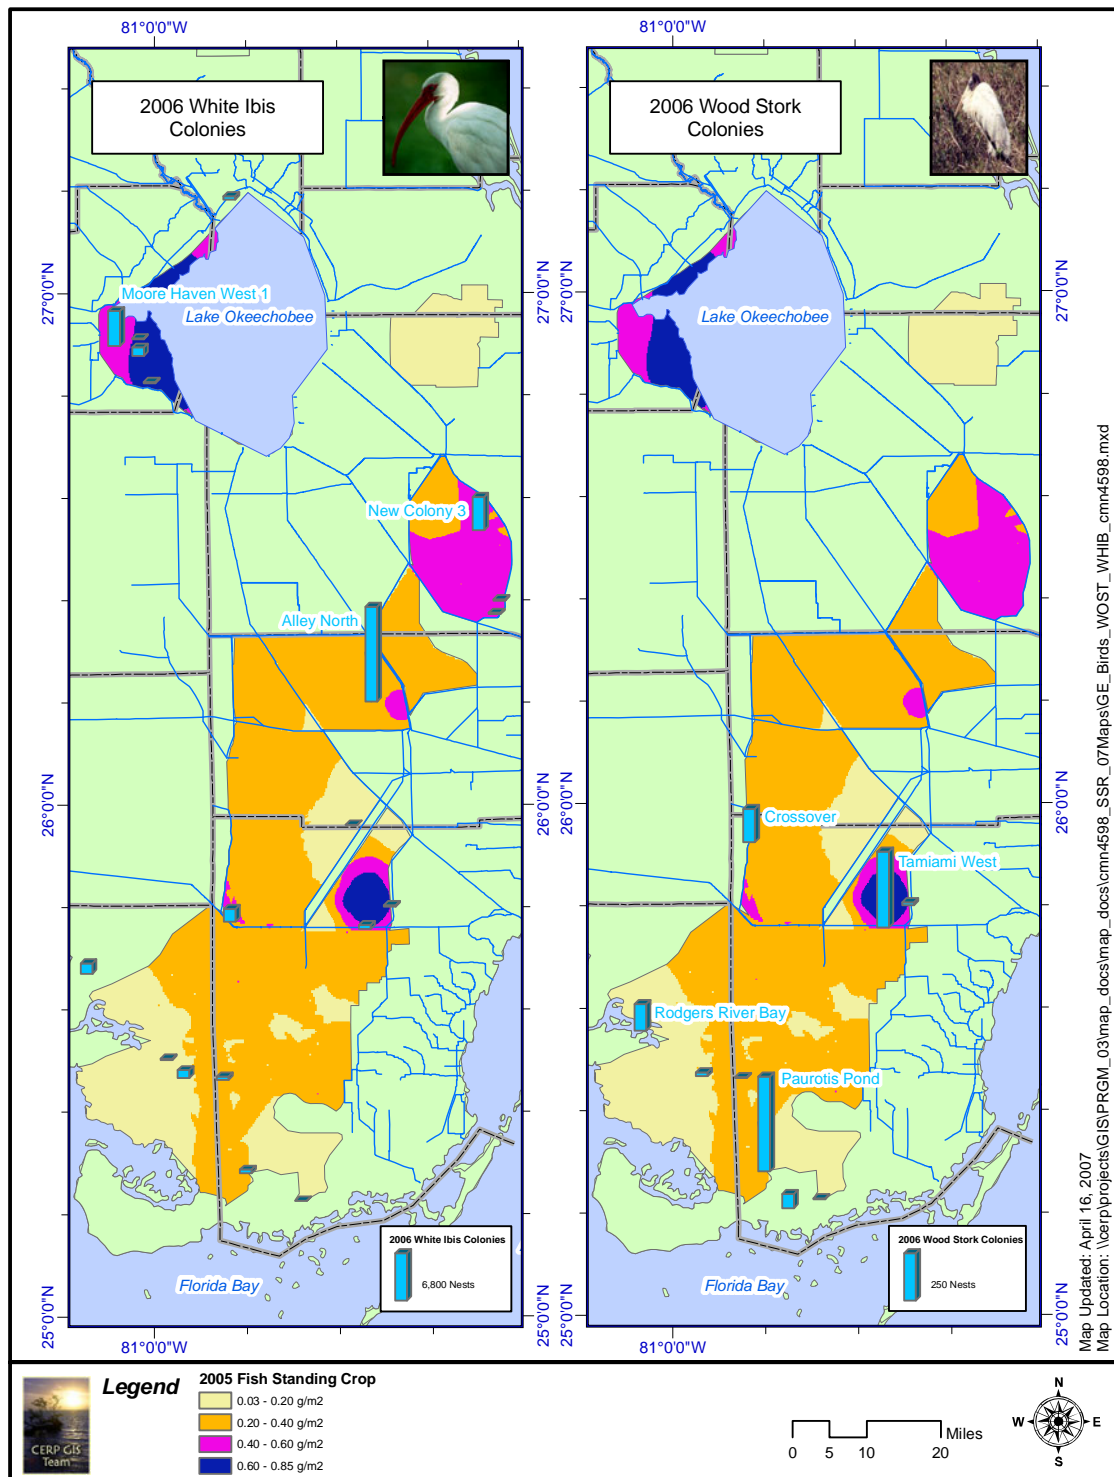 81°0'0"W
81°0'0"W
2006 White Ibis
Colonies
2006 Wood Stork
Colonies
27°0'0"N
27°0'0"N
27°0'0"N
27°0'0"N
Moore Haven West 1
Lake Okeechobee
Lake Okeechobee
New Colony 3
Alley North
26°0'0"N
26°0'0"N
26°0'0"N
26°0'0"N
Crossover
Tamiami West
Rodgers River Bay
Paurotis Pond
2006 White Ibis Colonies
6,800 Nests
2006 Wood Stork Colonies
250 Nests
Florida Bay
Florida Bay
25°0'0"N
25°0'0"N
25°0'0"N
25°0'0"N
81°0'0"W
81°0'0"W
Map Updated: April 16, 2007
Map Location: \\cerp\projects\GIS\PRGM_03\map_docs\map_docs\cmn4598_SSR_07Maps\GE_Birds_WOST_WHIB_cmn4598.mxd
CERP GIS
Team
Legend
2005 Fish Standing Crop
0.03 - 0.20 g/m2
0.20 - 0.40 g/m2
0.40 - 0.60 g/m2
0.60 - 0.85 g/m2
0 5 10 20 Miles
N
W E
S